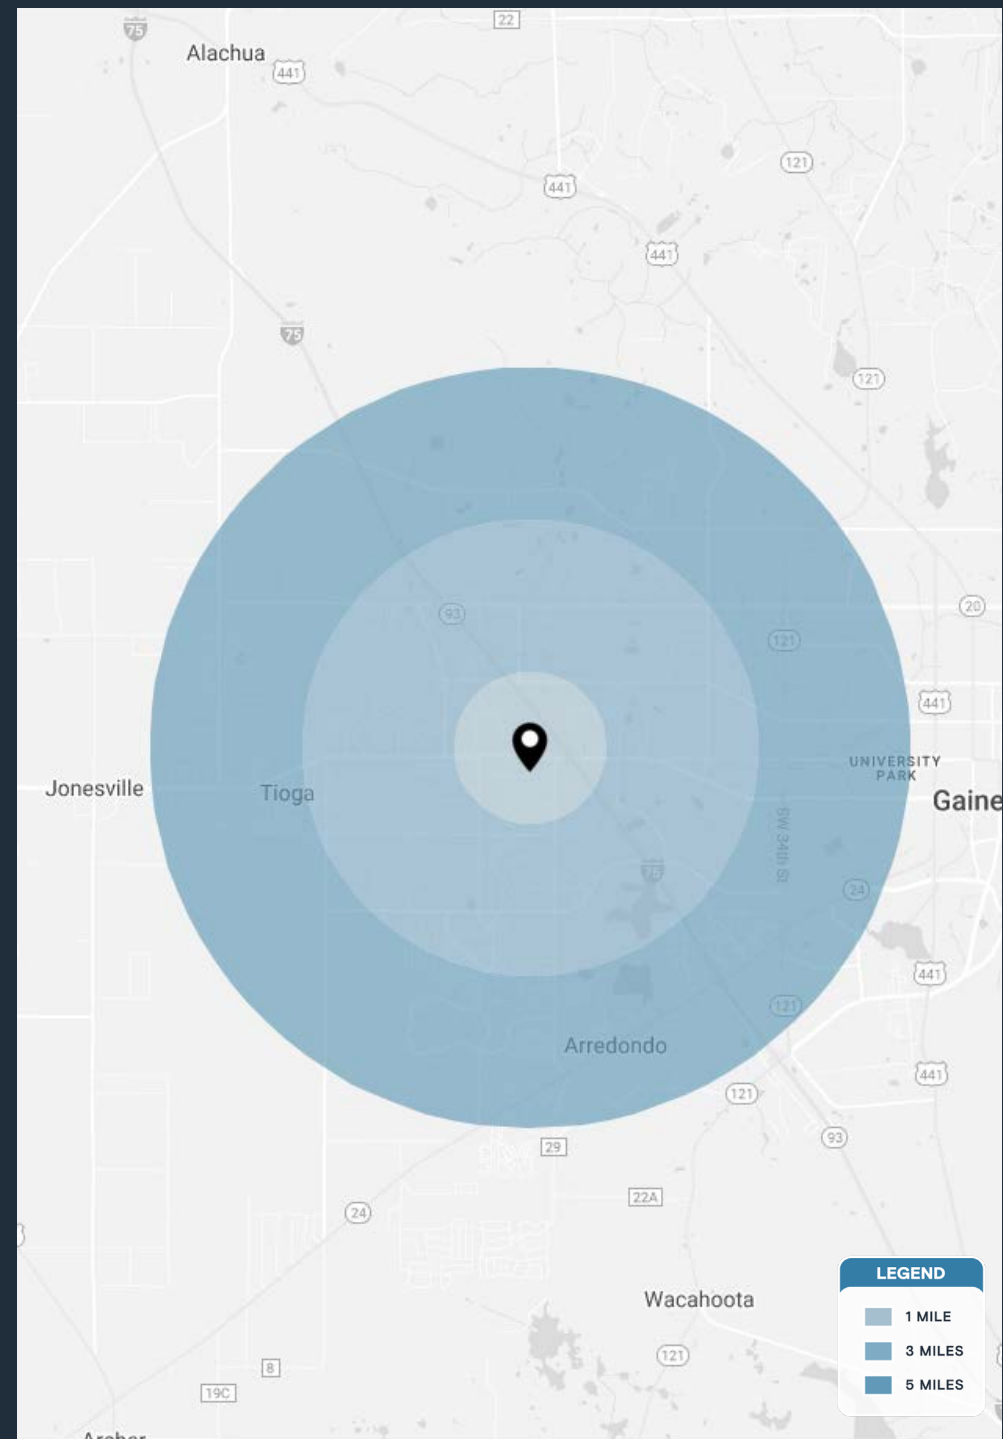 22
75
Alachua
441
121
441
441
75
121
93
20
121
441
UNIVERSITY
PARK
Jonesville
Tioga
Gaine
SW 34th St
75
24
441
121
Arredondo
441
121
93
29
22A
24
LEGEND
Wacahoota
1 MILE
3 MILES
121
8
5 MILES
19C
Archer